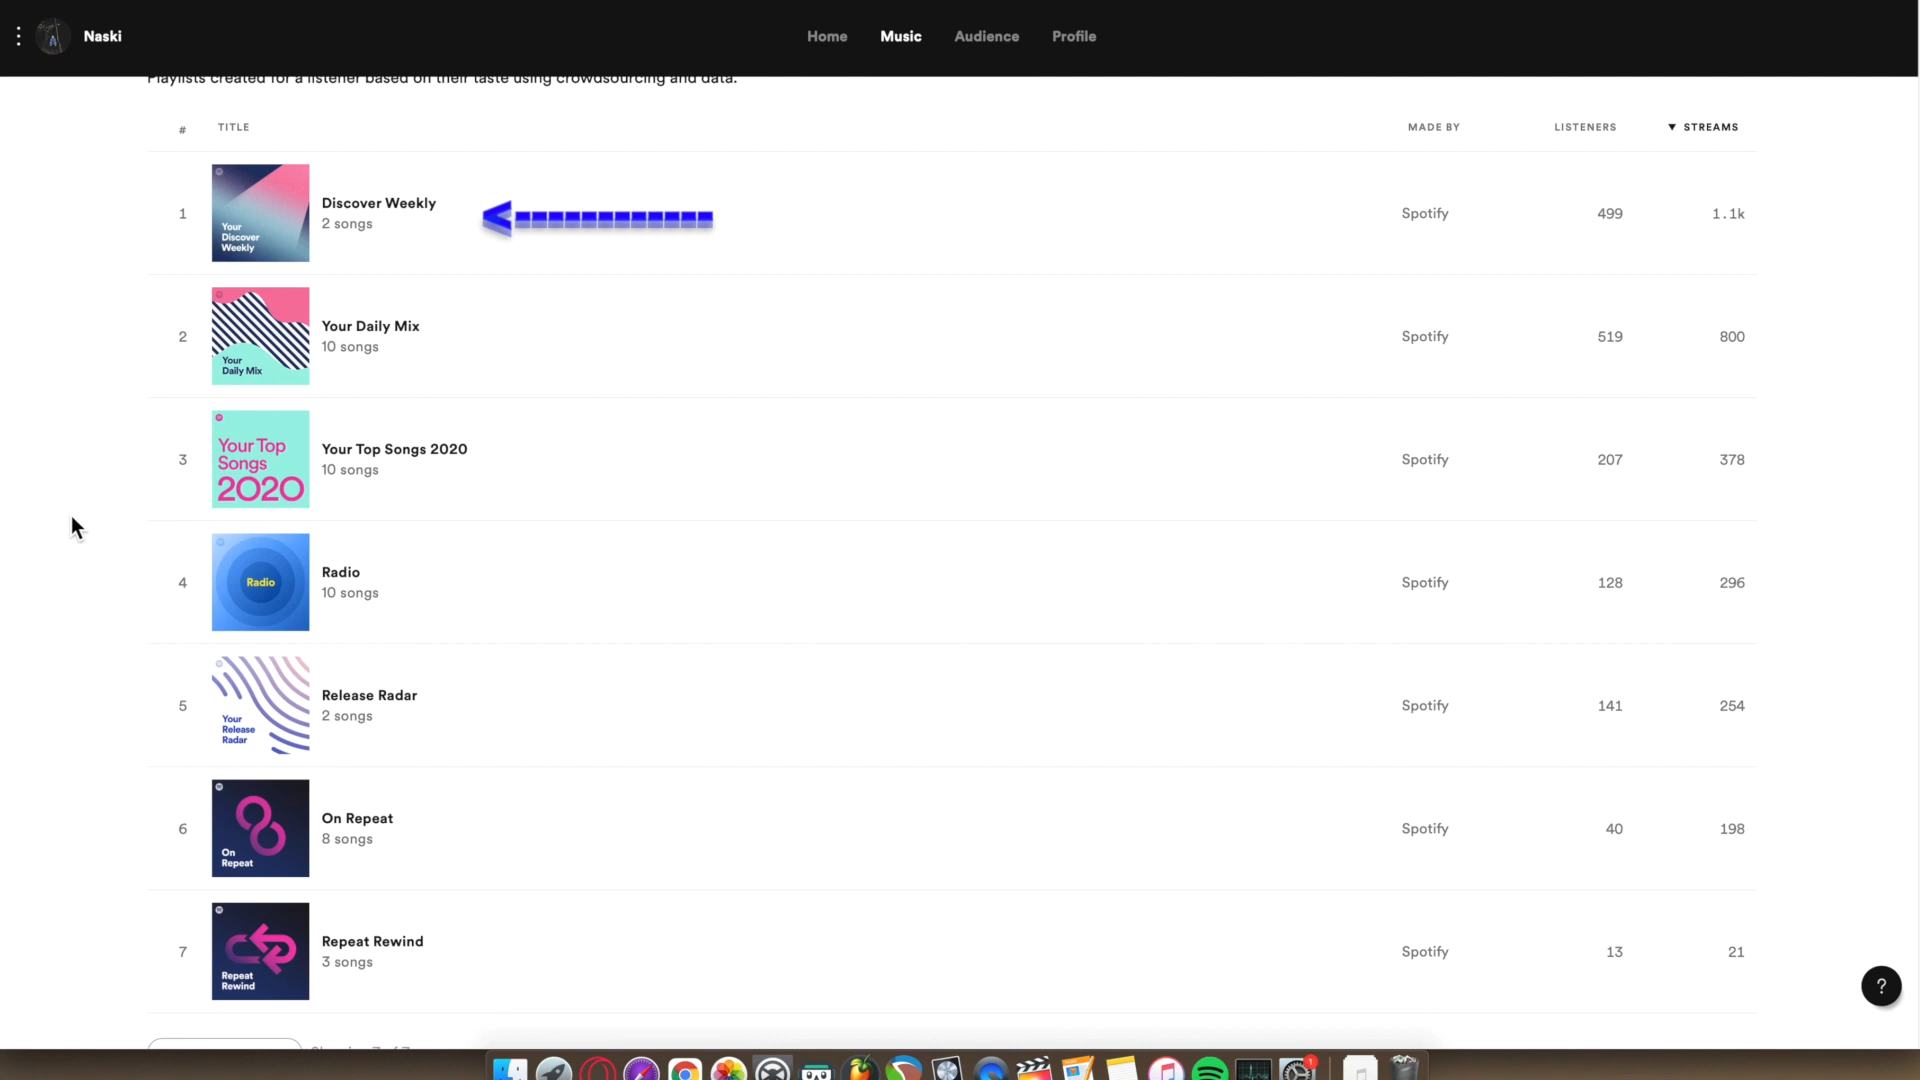 Naski
Home Music Audience Profile
Playlists created for a listener based on their taste using crowdsourcing and data.
# TITLE MADE BY LISTENERS ▼ STREAMS
1 Discover Weekly Spotify 499 1.1k
2 songs
Your
Discover
Weekly
2 Your Daily Mix Spotify 519 800
10 songs
Your
Daily Mix
3 Your Top Songs 2020 Spotify 207 378
10 songs
Your Top
Songs
2020
4 Radio Spotify 128 296
10 songs
Radio
5 Release Radar Spotify 141 254
2 songs
Your
Release
Radar
6 On Repeat Spotify 40 198
8 songs
On
Repeat
7 Repeat Rewind Spotify 13 21
3 songs
Repeat
Rewind
?
1